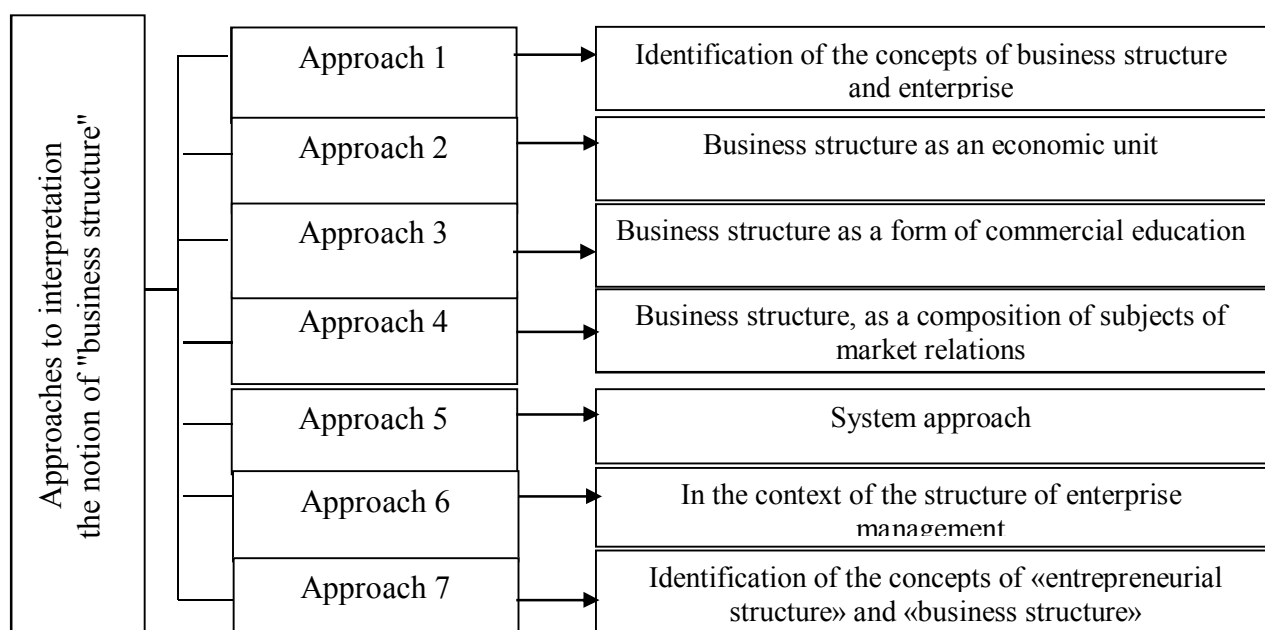 Approaches to interpretation
the notion of "business structure"
Approach 1
Identification of the concepts of business structure
and enterprise
Approach 2
Business structure as an economic unit
Approach 3
Business structure as a form of commercial education
Approach 4
Business structure, as a composition of subjects of
market relations
Approach 5
System approach
Approach 6
In the context of the structure of enterprise
management
Approach 7
Identification of the concepts of «entrepreneurial
structure» and «business structure»